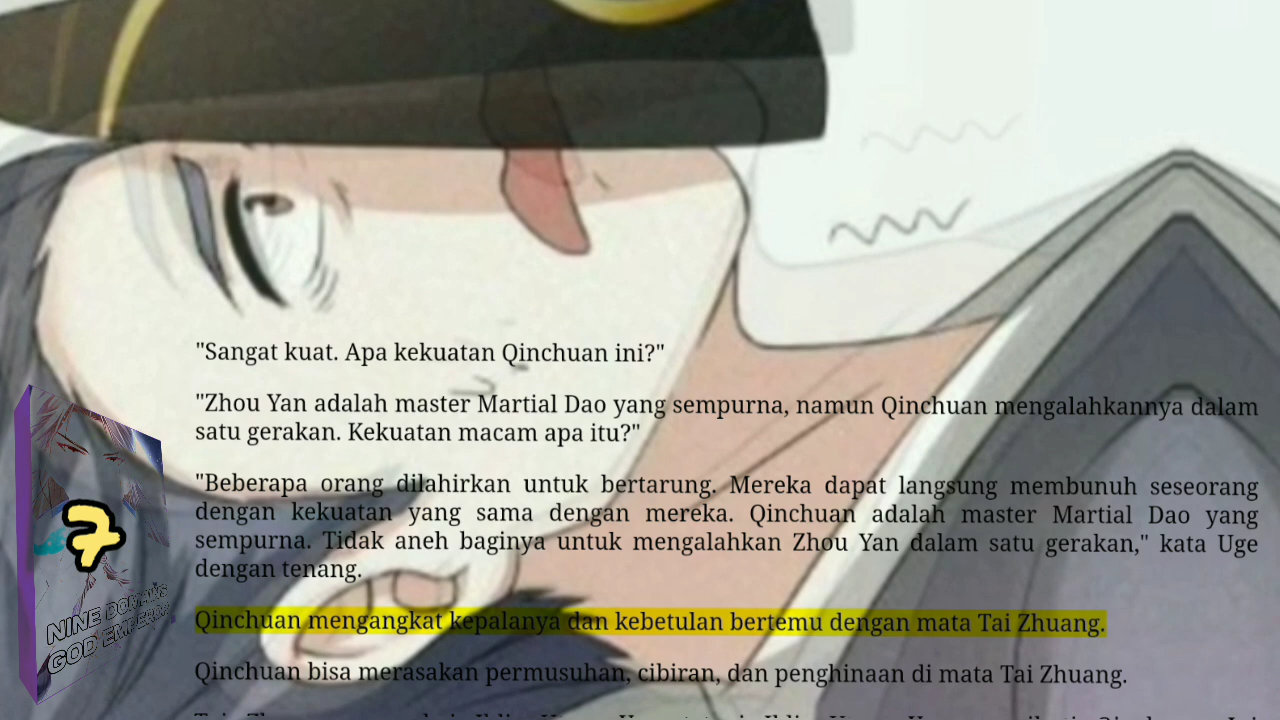 "Sangat kuat. Apa kekuatan Qinchuan ini?"
"Zhou Yan adalah master Martial Dao yang sempurna, namun Qinchuan mengalahkannya dalam
satu gerakan. Kekuatan macam apa itu?"
"Beberapa orang dilahirkan untuk bertarung. Mereka dapat langsung membunuh seseorang
dengan kekuatan yang sama dengan mereka. Qinchuan adalah master Martial Dao yang
sempurna. Tidak aneh baginya untuk mengalahkan Zhou Yan dalam satu gerakan," kata Uge
dengan tenang.
Qinchuan mengangkat kepalanya dan kebetulan bertemu dengan mata Tai Zhuang.
Qinchuan bisa merasakan permusuhan, cibiran, dan penghinaan di mata Tai Zhuang.
7
NINE DOMAINS
GOD EMPEROR